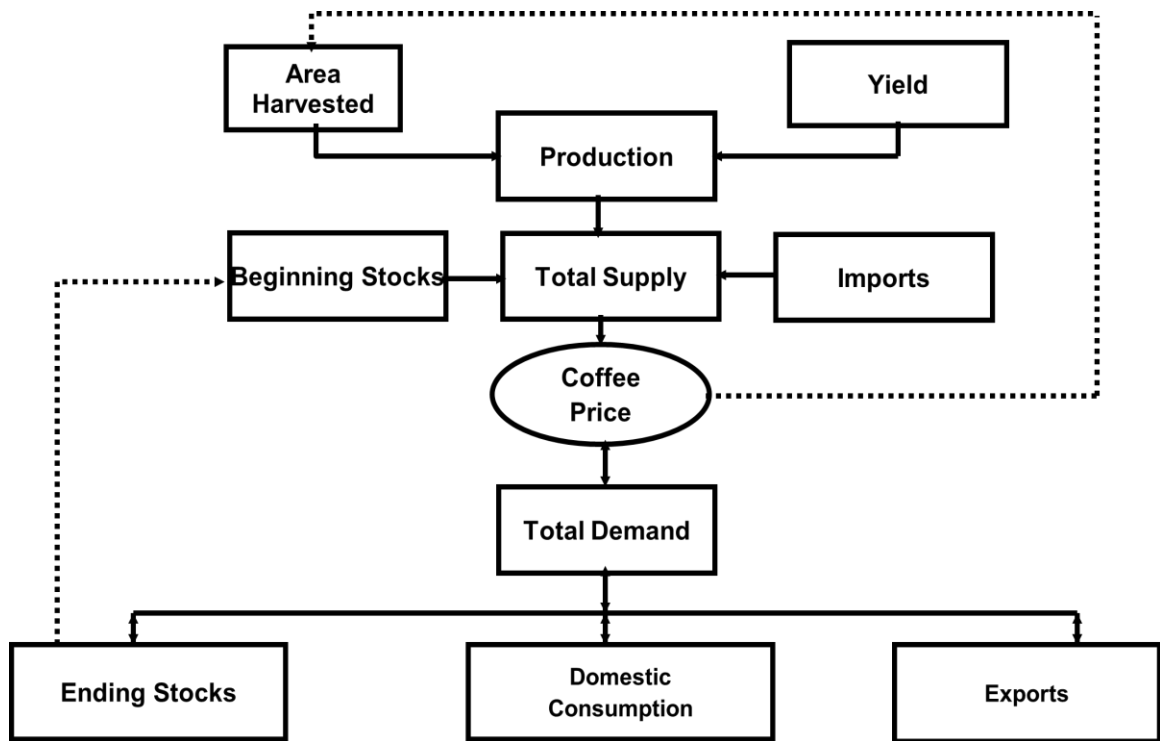 Area
Harvested
Yield
Production
Beginning Stocks
Total Supply
Imports
Coffee
Price
Total Demand
Ending Stocks
Domestic
Consumption
Exports